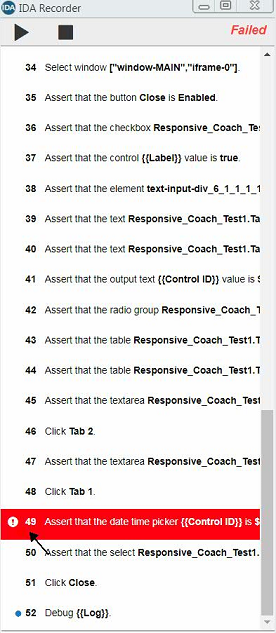 IDA IDA Recorder
Failed
34 Select window ["window-MAIN","iframe-0"].
35 Assert that the button Close is Enabled.
36 Assert that the checkbox Responsive_Coach_T
37 Assert that the control {{Label}} value is true.
38 Assert that the element text-input-div_6_1_1_1_1
39 Assert that the text Responsive_Coach_Test1.Ta
40 Assert that the text Responsive_Coach_Test1.Ta
41 Assert that the output text {{Control ID}} value is $
42 Assert that the radio group Responsive_Coach_T
43 Assert that the table Responsive_Coach_Test1.T
44 Assert that the table Responsive_Coach_Test1.T
45 Assert that the textarea Responsive_Coach_Test
46 Click Tab 2.
47 Assert that the textarea Responsive_Coach_Test
48 Click Tab 1.
49 Assert that the date time picker {{Control ID}} is $
50 Assert that the select Responsive_Coach_Test1.
51 Click Close.
52 Debug {{Log}}.